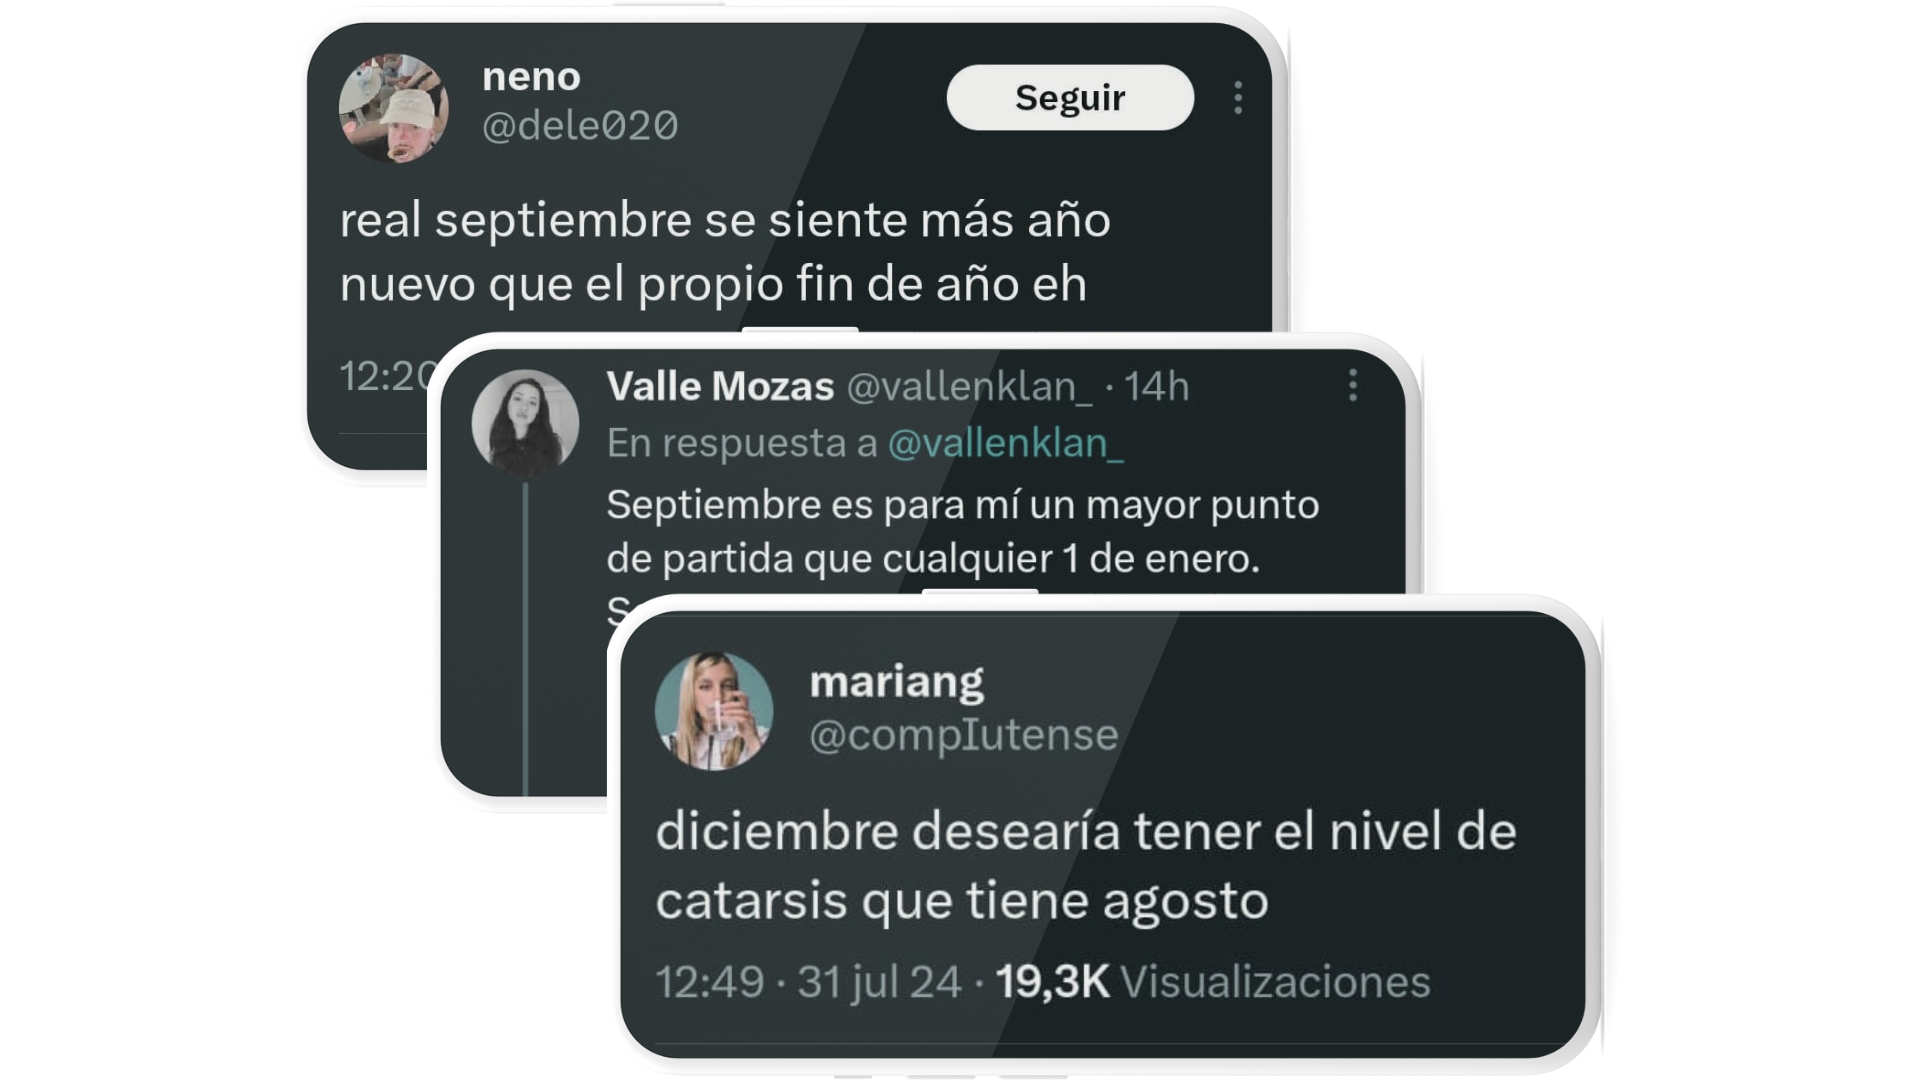 neno
@dele020
Seguir
real septiembre se siente más año
nuevo que el propio fin de año eh
12:20
Valle Mozas @vallenklan_ · 14h
En respuesta a @vallenklan_
Septiembre es para mí un mayor punto
de partida que cualquier 1 de enero.
mariang
@compIutense
diciembre desearía tener el nivel de
catarsis que tiene agosto
12:49 · 31 jul 24 · 19,3K Visualizaciones